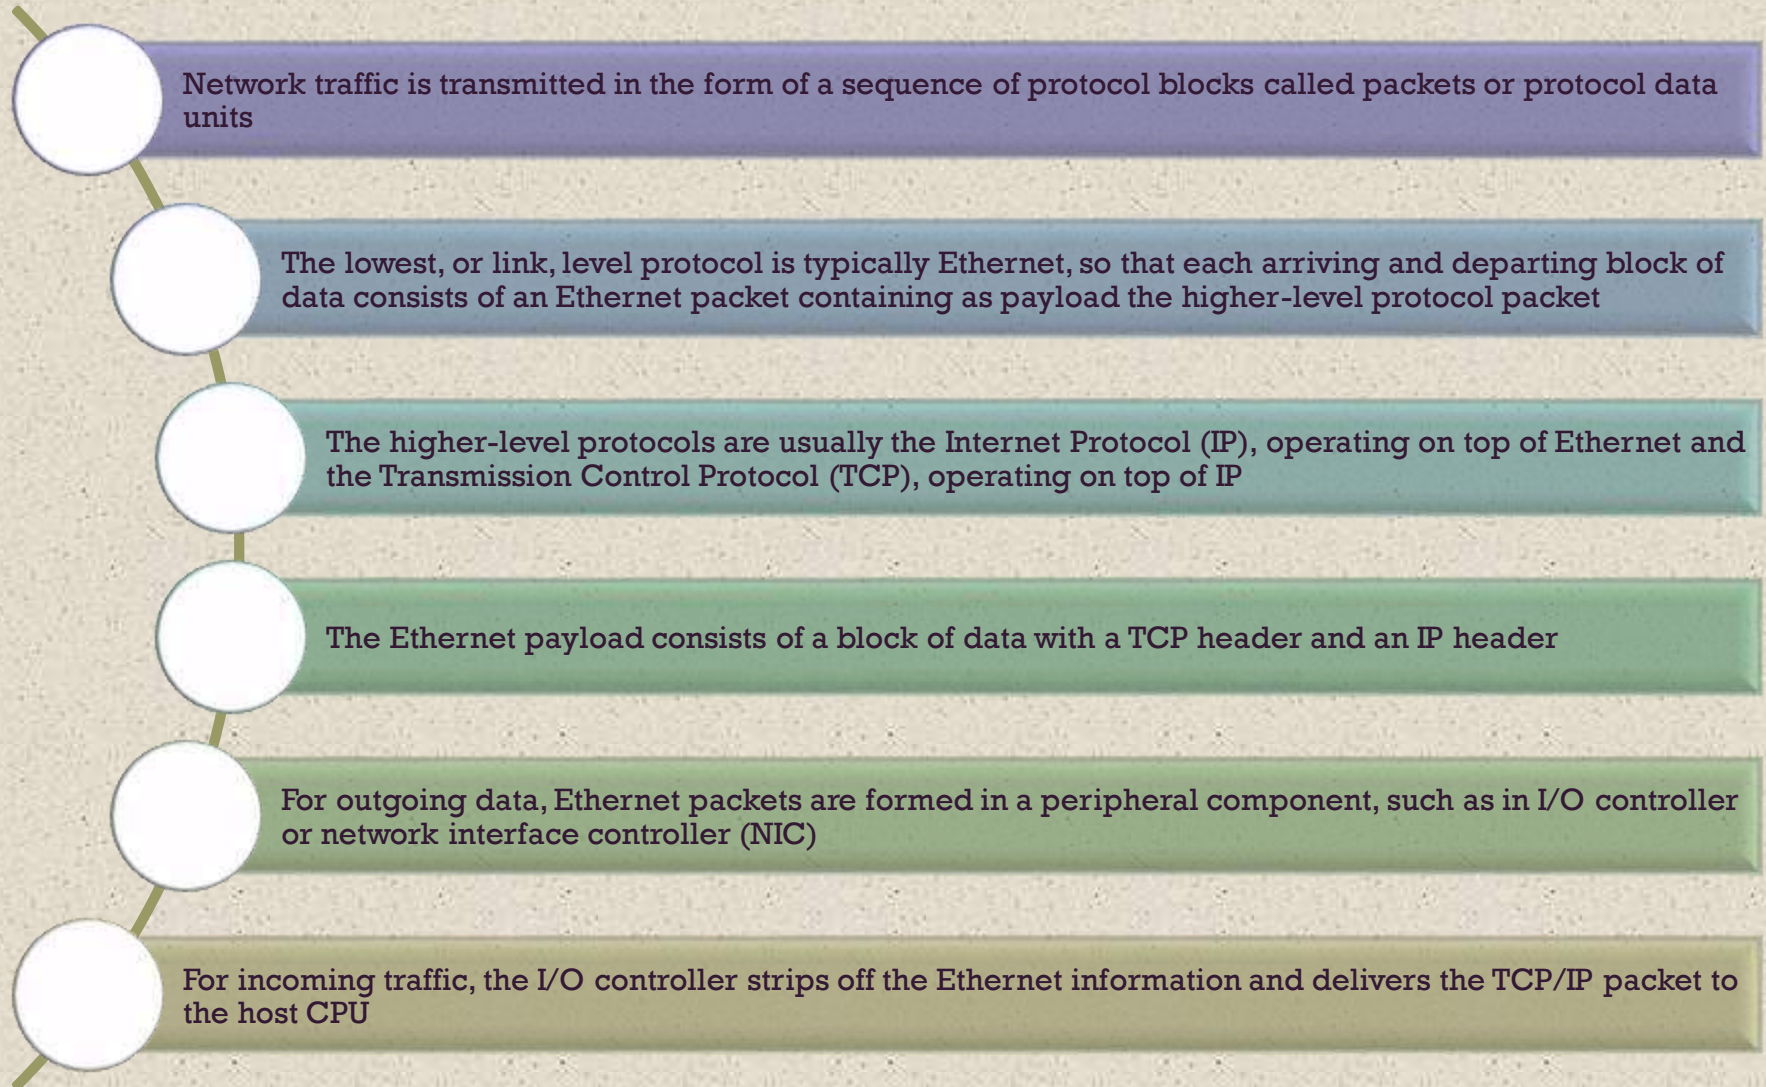 Network traffic is transmitted in the form of a sequence of protocol blocks called packets or protocol data
units
The lowest, or link, level protocol is typically Ethernet, so that each arriving and departing block of
data consists of an Ethernet packet containing as payload the higher-level protocol packet
The higher-level protocols are usually the Internet Protocol (IP), operating on top of Ethernet and
the Transmission Control Protocol (TCP), operating on top of IP
The Ethernet payload consists of a block of data with a TCP header and an IP header
For outgoing data, Ethernet packets are formed in a peripheral component, such as in I/O controller
or network interface controller (NIC)
For incoming traffic, the I/O controller strips off the Ethernet information and delivers the TCP/IP packet to
the host CPU